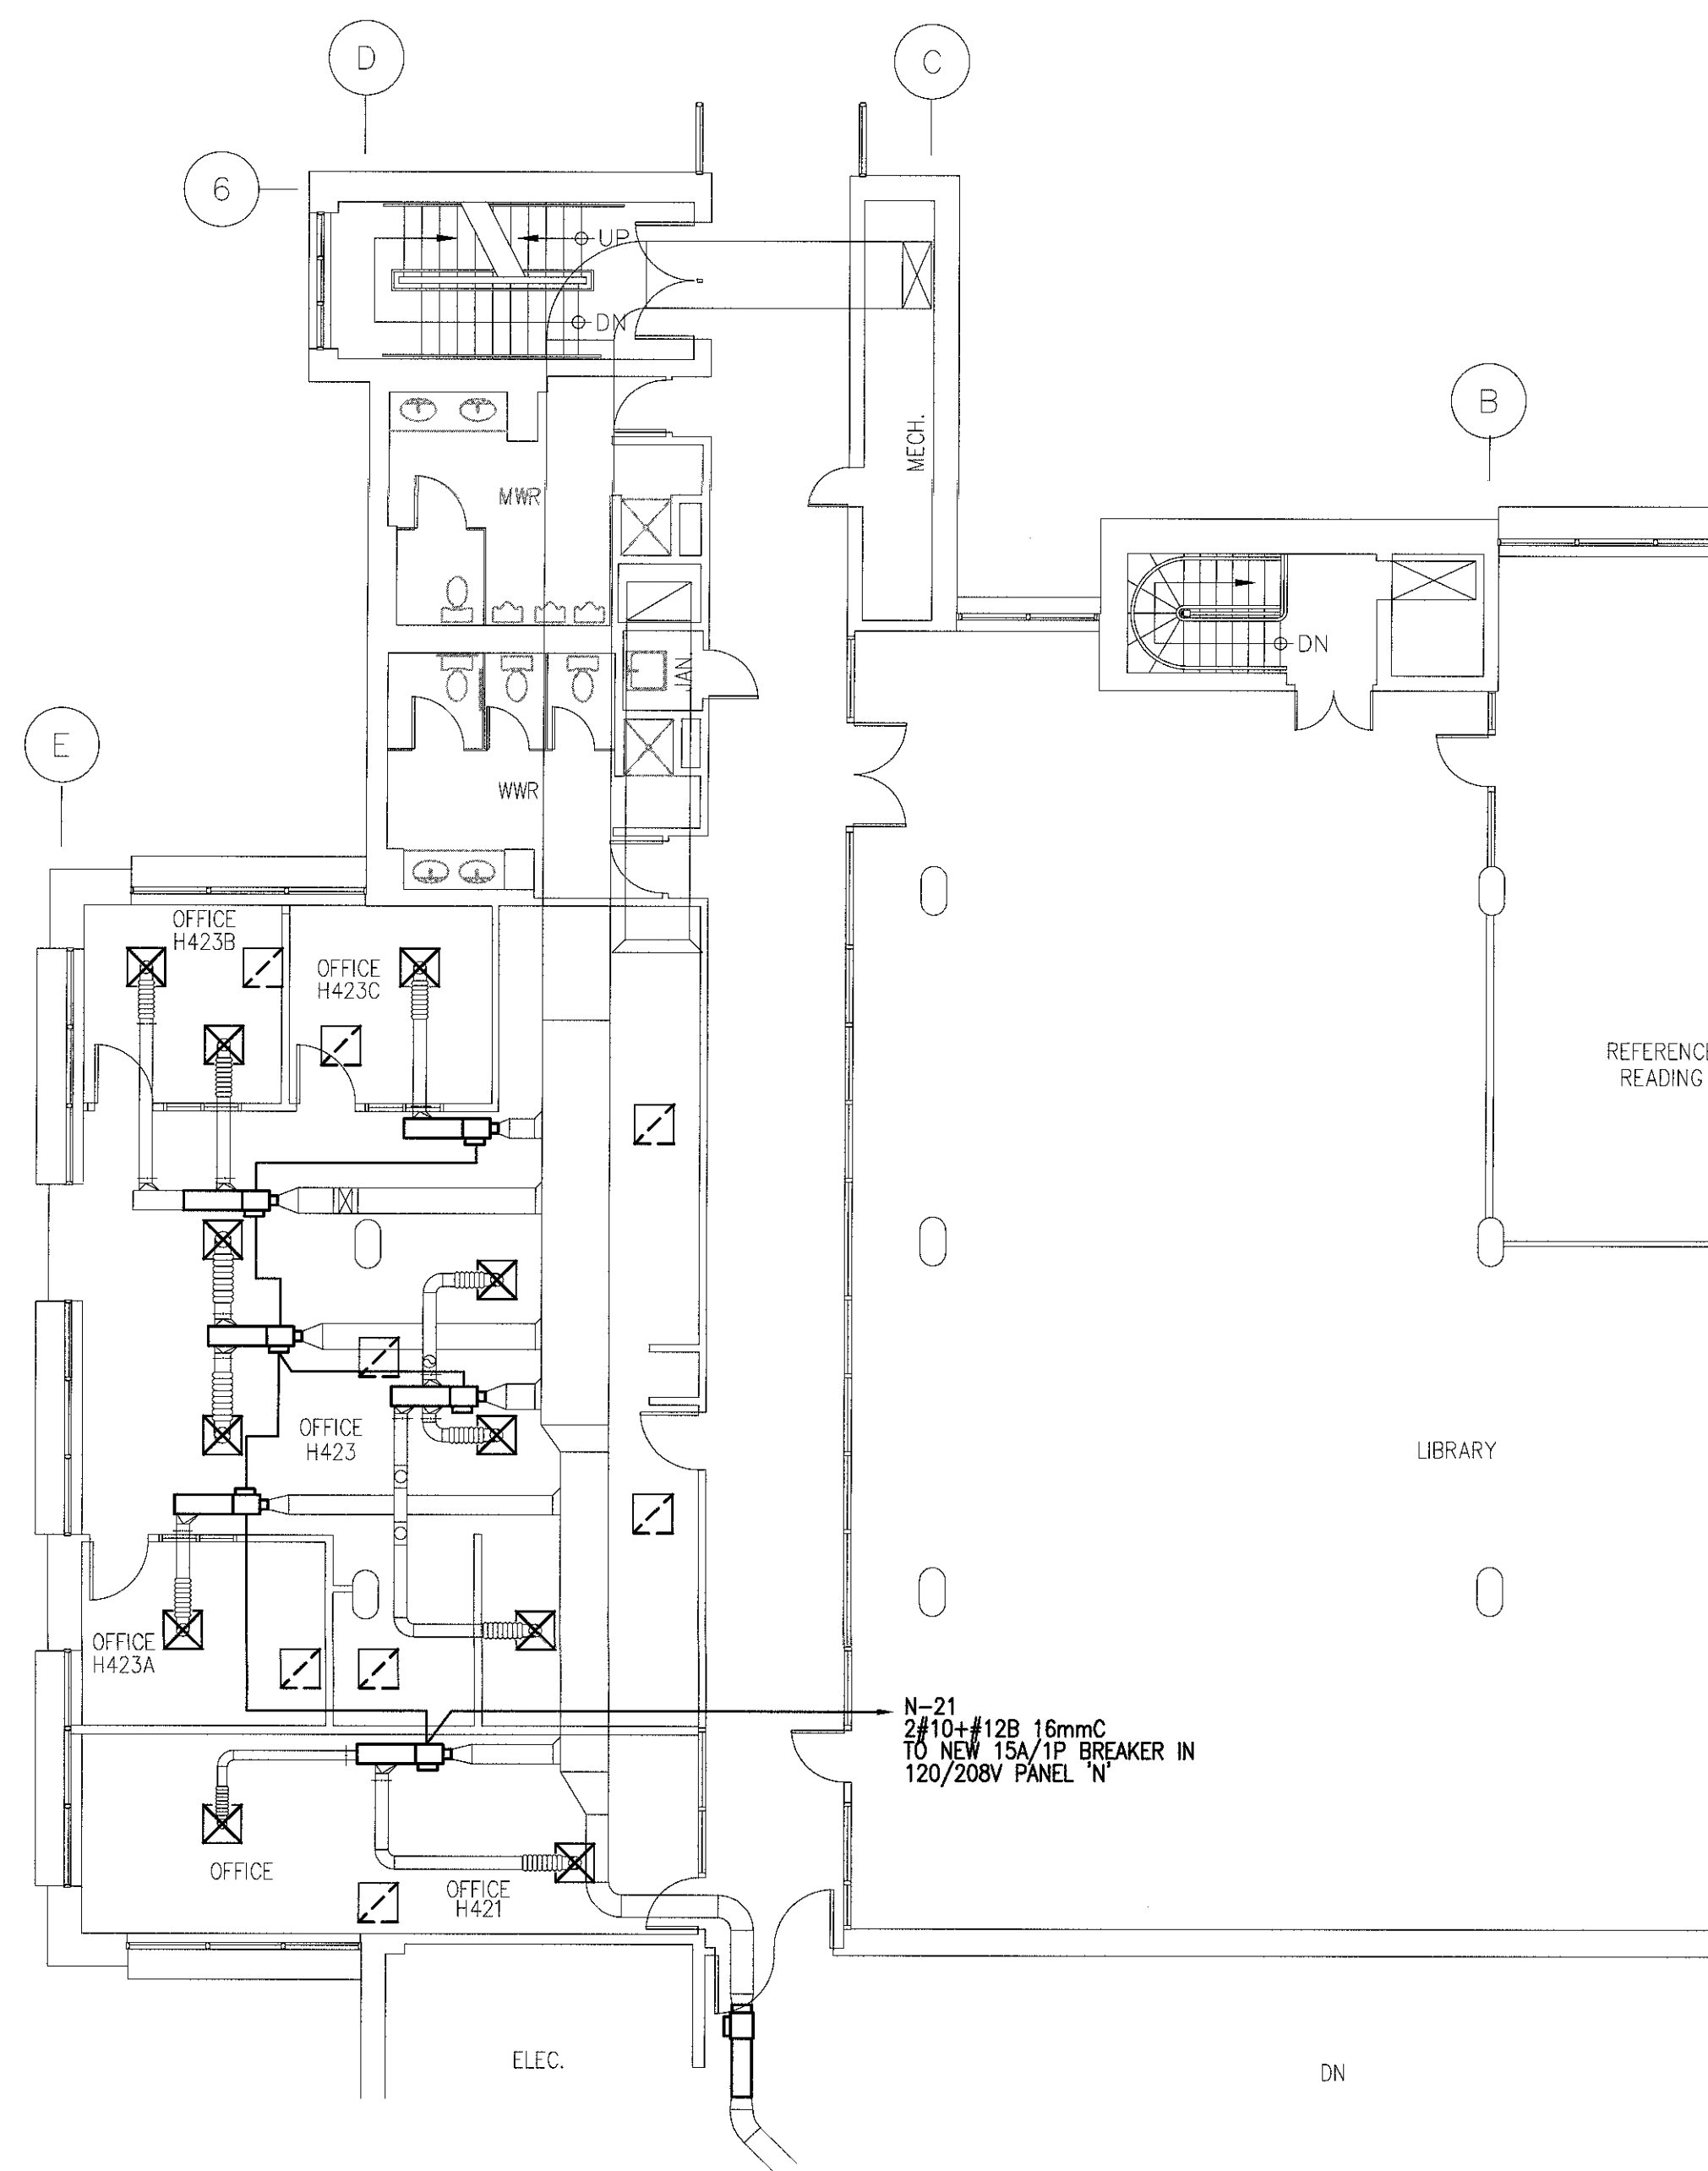 D
C
6
UP
DN
B
MECH.
MWR
DN
JAN
E
WWR
OFFICE
H423B
OFFICE
H423C
REFERENC
READING
OFFICE
H423
LIBRARY
OFFICE
H423A
N-21
2#10+#12B 16mmC
TO NEW 15A/1P BREAKER IN
120/208V PANEL 'N'
OFFICE
OFFICE
H421
ELEC.
DN